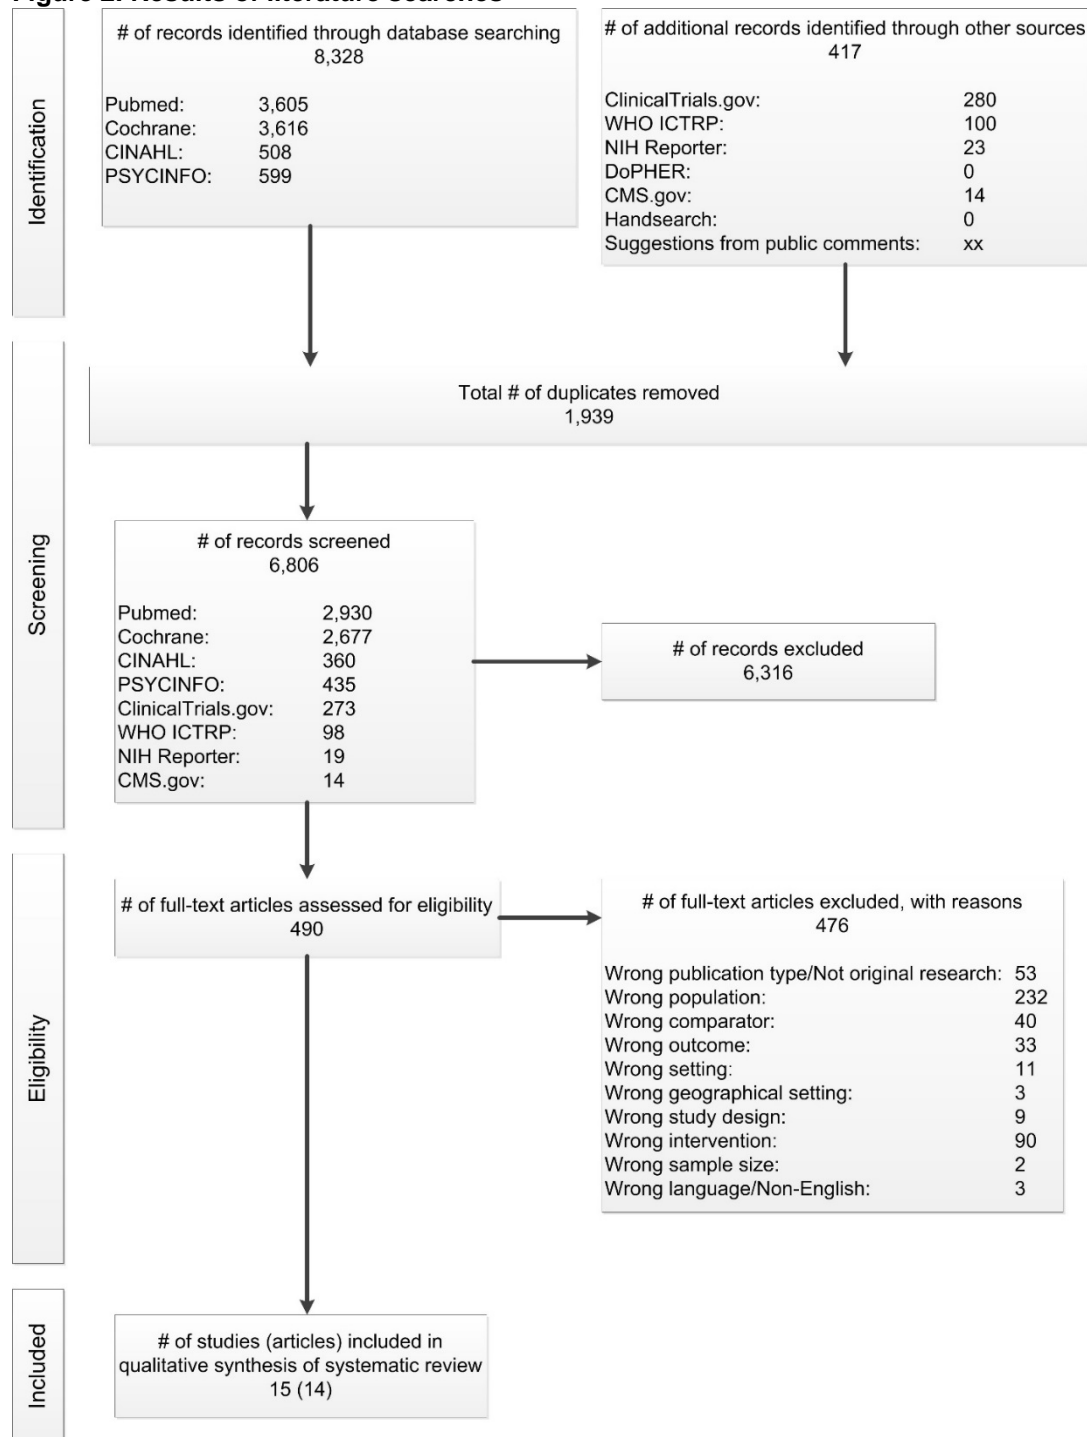 Figure 2. Results of literature searches
Identification
# of records identified through database searching
8,328
Pubmed: 3,605
Cochrane: 3,616
CINAHL: 508
PSYCINFO: 599
# of additional records identified through other sources
417
ClinicalTrials.gov: 280
WHO ICTRP: 100
NIH Reporter: 23
DoPHER: 0
CMS.gov: 14
Handsearch: 0
Suggestions from public comments: xx
Screening
Total # of duplicates removed
1,939
# of records screened
6,806
Pubmed: 2,930
Cochrane: 2,677
CINAHL: 360
PSYCINFO: 435
ClinicalTrials.gov: 273
WHO ICTRP: 98
NIH Reporter: 19
CMS.gov: 14
# of records excluded
6,316
Eligibility
# of full-text articles assessed for eligibility
490
# of full-text articles excluded, with reasons
476
Wrong publication type/Not original research: 53
Wrong population: 232
Wrong comparator: 40
Wrong outcome: 33
Wrong setting: 11
Wrong geographical setting: 3
Wrong study design: 9
Wrong intervention: 90
Wrong sample size: 2
Wrong language/Non-English: 3
Included
# of studies (articles) included in
qualitative synthesis of systematic review
15 (14)